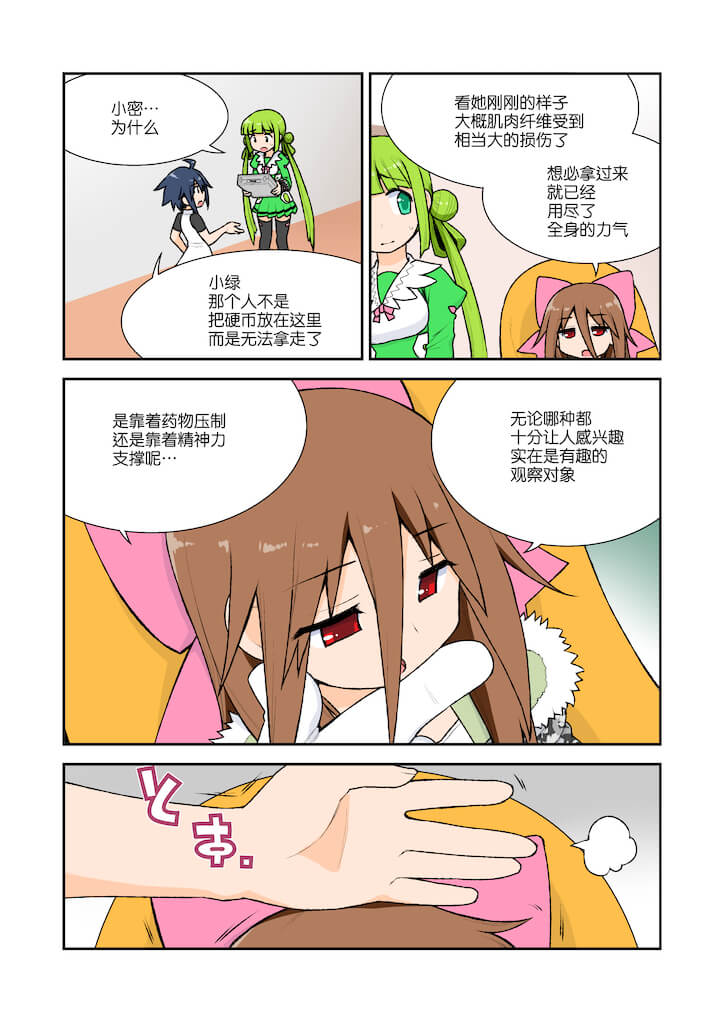 小密…
为什么
小绿
那个人不是
把硬币放在这里
而是无法拿走了
看她刚刚的样子
大概肌肉纤维受到
相当大的损伤了
想必拿过来
就已经
用尽了
全身的力气
是靠着药物压制
还是靠着精神力
支撑呢…
无论哪种都
十分让人感兴趣
实在是有趣的
观察对象